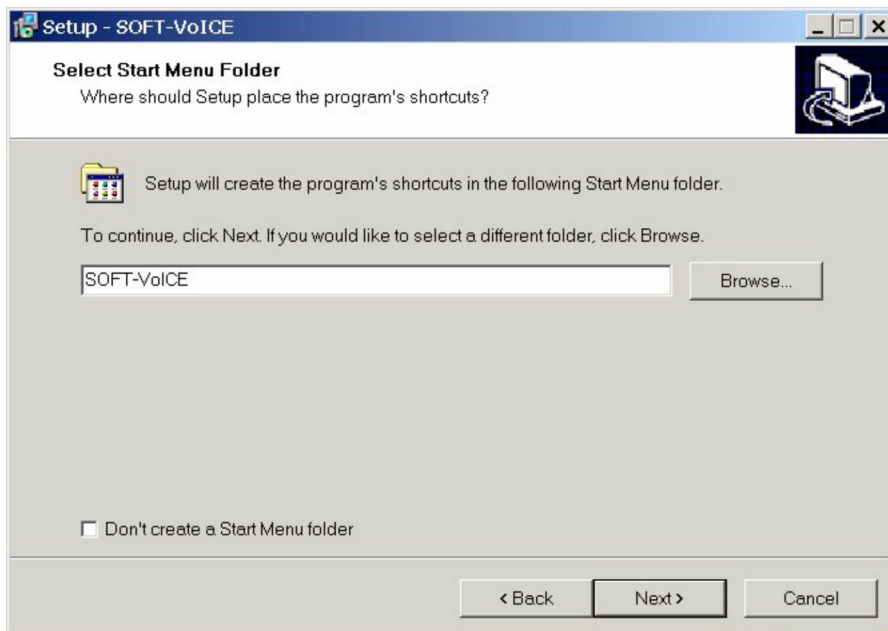 Setup - SOFT-VoICE
Select Start Menu Folder
Where should Setup place the program's shortcuts?
Setup will create the program's shortcuts in the following Start Menu folder.
To continue, click Next. If you would like to select a different folder, click Browse.
SOFT-VoICE
Browse...
Don't create a Start Menu folder
< Back
Next >
Cancel